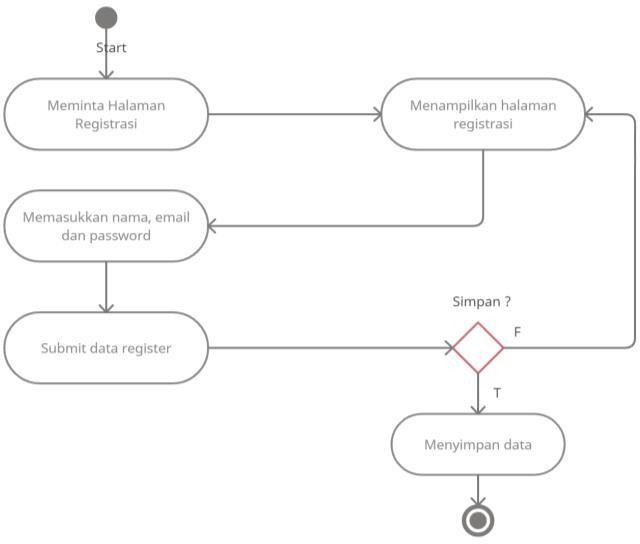 Start
Meminta Halaman
Registrasi
Menampilkan halaman
registrasi
Memasukkan nama, email
dan password
Submit data register
Simpan ?
F
T
Menyimpan data